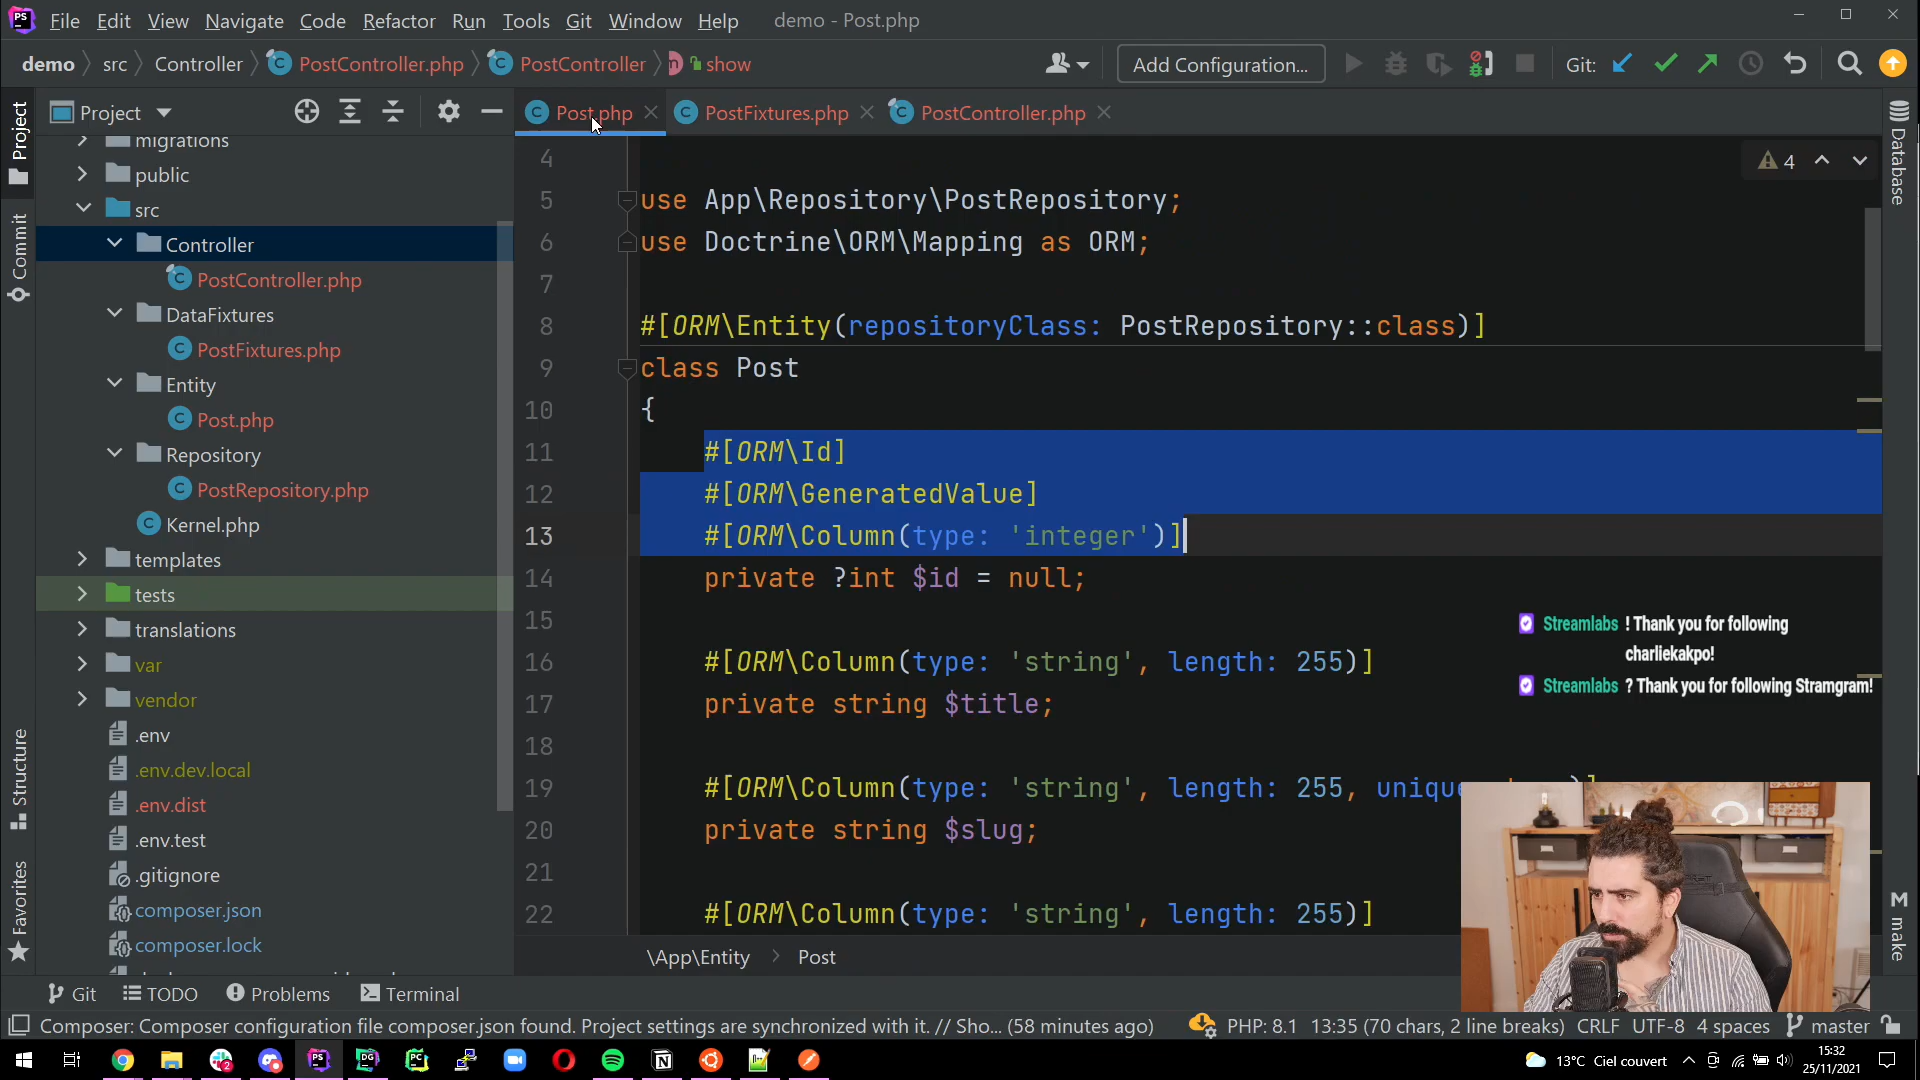 PS File Edit View Navigate Code Refactor Run Tools Git Window Help demo - Post.php
demo src Controller PostController.php PostController m show Add Configuration... Git:
Project Post.php PostFixtures.php PostController.php
Project
Commit
Structure
Favorites
Database
make
migrations
public
src
Controller
PostController.php
DataFixtures
PostFixtures.php
Entity
Post.php
Repository
PostRepository.php
Kernel.php
templates
tests
translations
var
vendor
.env
.env.dev.local
.env.dist
.env.test
.gitignore
composer.json
composer.lock
4
4
5 use App\Repository\PostRepository;
6 use Doctrine\ORM\Mapping as ORM;
7
8 #[ORM\Entity(repositoryClass: PostRepository::class)]
9 class Post
10 {
11 #[ORM\Id]
12 #[ORM\GeneratedValue]
13 #[ORM\Column(type: 'integer')]
14 private ?int $id = null;
15
16 #[ORM\Column(type: 'string', length: 255)]
17 private string $title;
18
19 #[ORM\Column(type: 'string', length: 255, unique
20 private string $slug;
21
22 #[ORM\Column(type: 'string', length: 255)]
Streamlabs ! Thank you for following
charliekakpo!
Streamlabs ? Thank you for following Stramgram!
\App\Entity Post
Git TODO Problems Terminal
Composer: Composer configuration file composer.json found. Project settings are synchronized with it. // Sho... (58 minutes ago) PHP: 8.1 13:35 (70 chars, 2 line breaks) CRLF UTF-8 4 spaces master
13°C Ciel couvert
15:32
25/11/2021